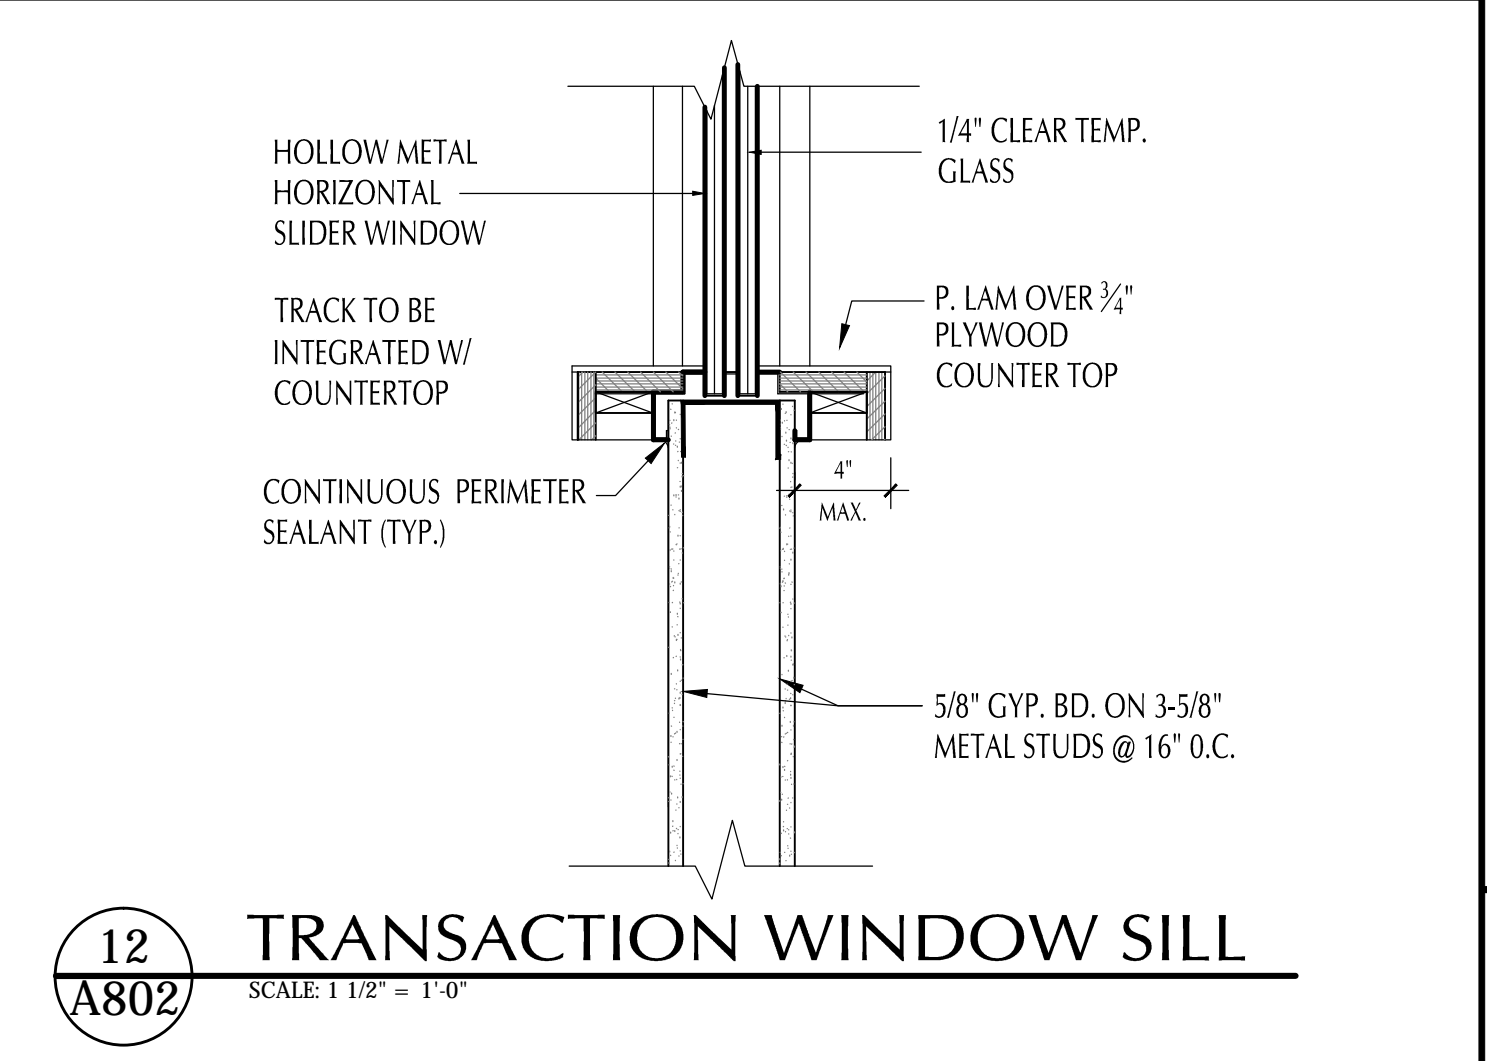 HOLLOW METAL
HORIZONTAL
SLIDER WINDOW
TRACK TO BE
INTEGRATED W/
COUNTERTOP
CONTINUOUS PERIMETER
SEALANT (TYP.)
1/4" CLEAR TEMP.
GLASS
P. LAM OVER 3/4"
PLYWOOD
COUNTER TOP
4"
MAX.
5/8" GYP. BD. ON 3-5/8"
METAL STUDS @ 16" 0.C.
12
A802
TRANSACTION WINDOW SILL
SCALE: 1 1/2" = 1'-0"